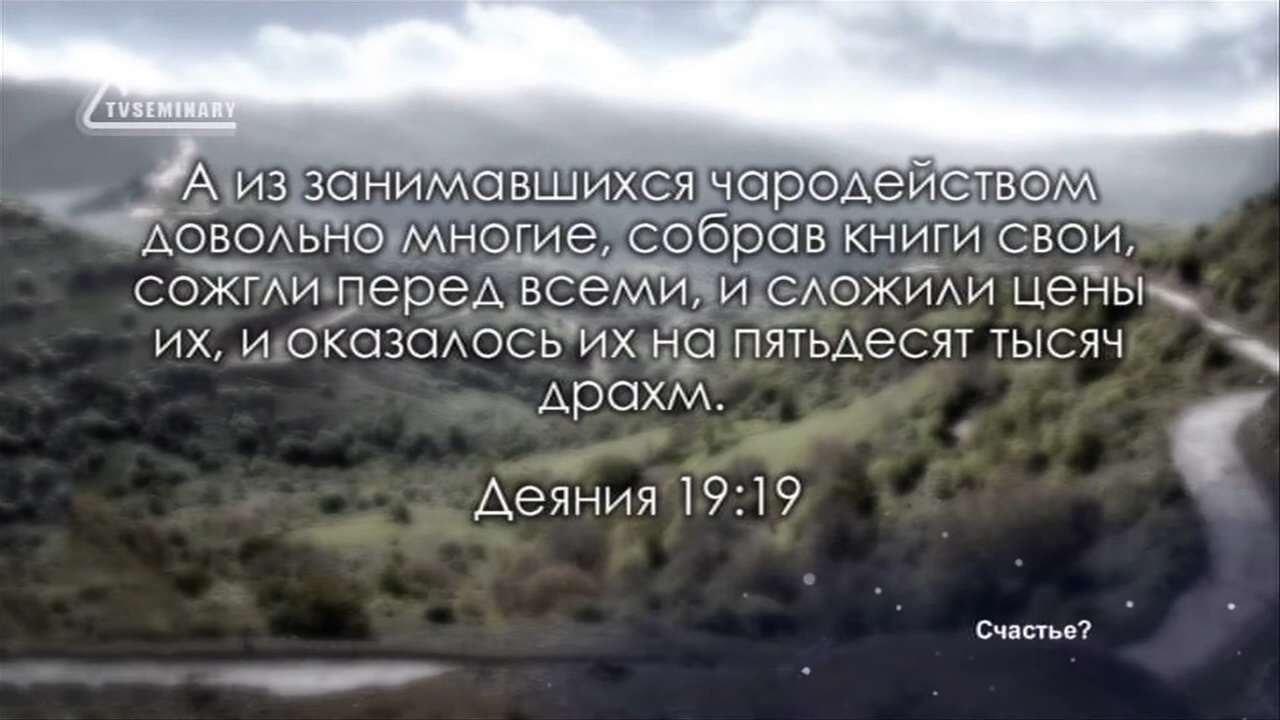 TVSEMINARY
А из занимавшихся чародейством
довольно многие, собрав книги свои,
сожгли перед всеми, и сложили цены
их, и оказалось их на пятьдесят тысяч
драхм.
Деяния 19:19
Счастье?